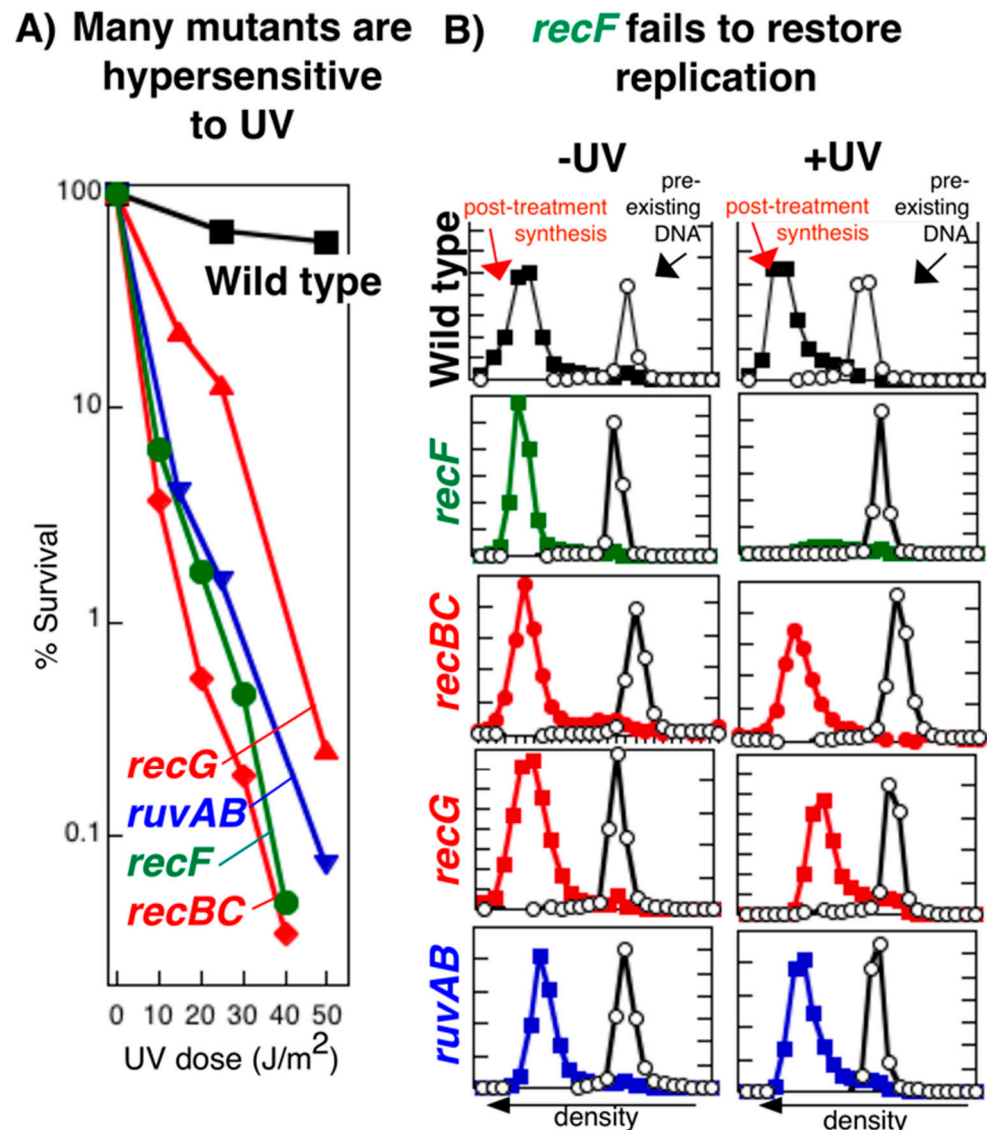 A) Many mutants are
hypersensitive
to UV
% Survival
100
10
1
0.1
Wild type
recG
ruvAB
recF
recBC
0 10 20 30 40 50
UV dose (J/m²)
B) recF fails to restore
replication
-UV
+UV
post-treatment
synthesis
pre-
existing
DNA
post-treatment
synthesis
pre-
existing
DNA
Wild type
recF
recBC
recG
ruvAB
density
density